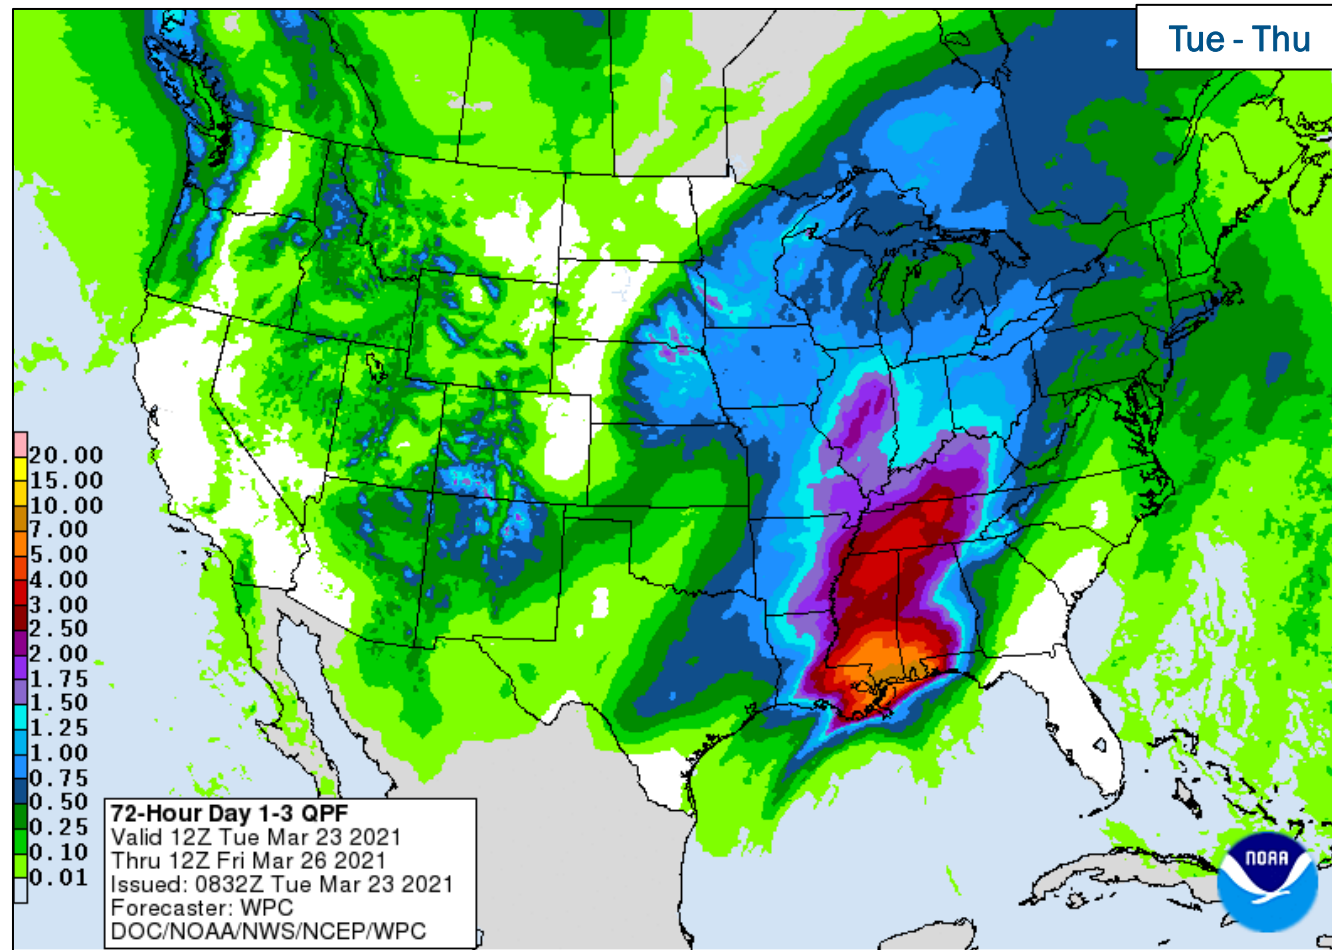 Tue - Thu
20.00
15.00
10.00
7.00
5.00
4.00
3.00
2.50
2.00
1.75
1.50
1.25
1.00
0.75
0.50
0.25
0.10
0.01
72-Hour Day 1-3 QPF
Valid 12Z Tue Mar 23 2021
Thru 12Z Fri Mar 26 2021
Issued: 0832Z Tue Mar 23 2021
Forecaster: WPC
DOC/NOAA/NWS/NCEP/WPC
NOAA